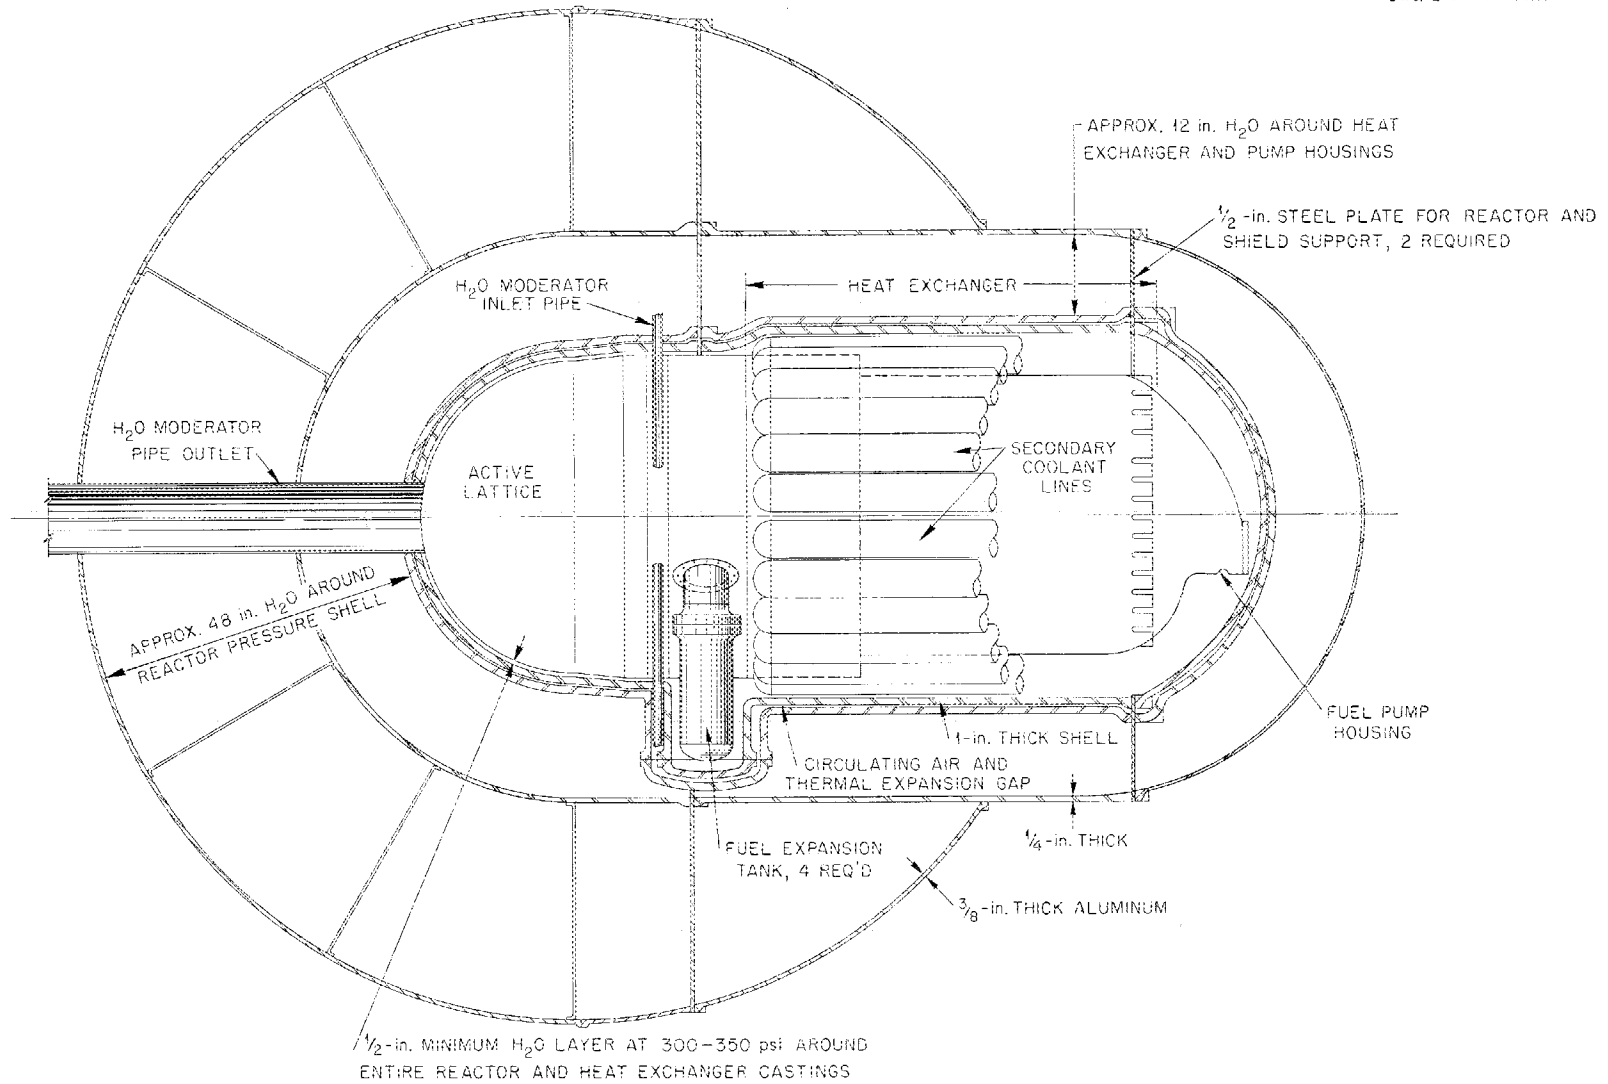 APPROX. 12 in. H₂O AROUND HEAT
EXCHANGER AND PUMP HOUSINGS
½-in. STEEL PLATE FOR REACTOR AND
SHIELD SUPPORT, 2 REQUIRED
H₂O MODERATOR
INLET PIPE
HEAT EXCHANGER
H₂O MODERATOR
PIPE OUTLET
ACTIVE
LATTICE
SECONDARY
COOLANT
LINES
APPROX. 48 in. H₂O AROUND
REACTOR PRESSURE SHELL
FUEL PUMP
HOUSING
1-in. THICK SHELL
CIRCULATING AIR AND
THERMAL EXPANSION GAP
¼-in. THICK
FUEL EXPANSION
TANK, 4 REQ'D
⅜-in. THICK ALUMINUM
½-in. MINIMUM H₂O LAYER AT 300-350 psi AROUND
ENTIRE REACTOR AND HEAT EXCHANGER CASTINGS